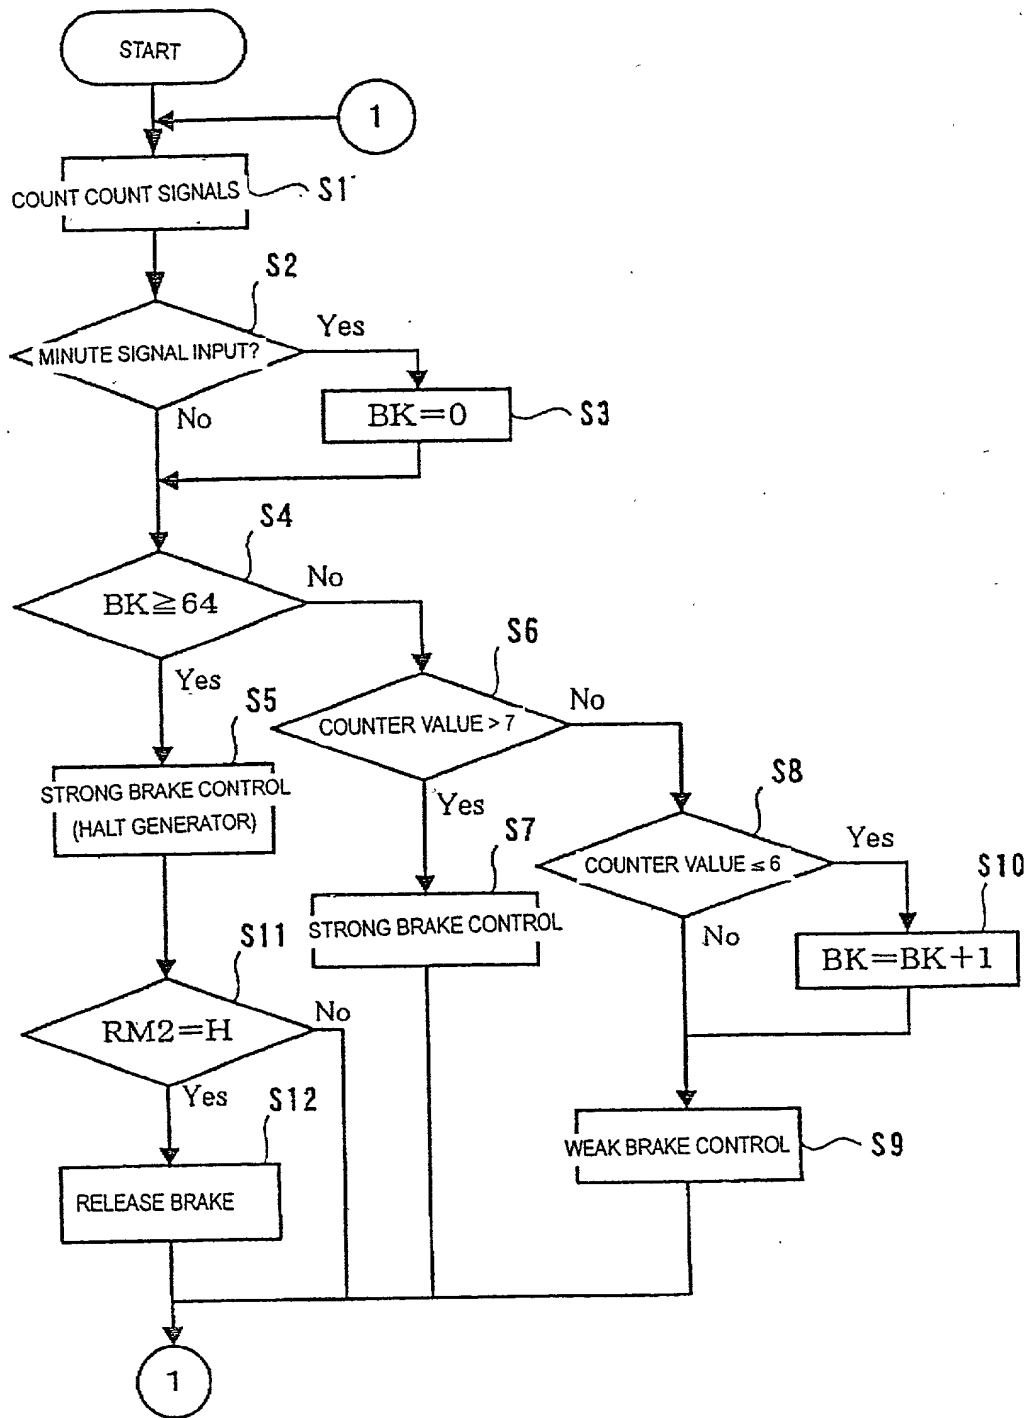 START
1
COUNT COUNT SIGNALS
S1
S2
MINUTE SIGNAL INPUT?
Yes
No
BK=0
S3
S4
BK≧64
No
Yes
S5
STRONG BRAKE CONTROL
(HALT GENERATOR)
S6
COUNTER VALUE > 7
No
Yes
S7
STRONG BRAKE CONTROL
S8
COUNTER VALUE ≤ 6
Yes
No
S10
BK=BK+1
S11
RM2=H
No
Yes
S12
RELEASE BRAKE
WEAK BRAKE CONTROL
S9
1